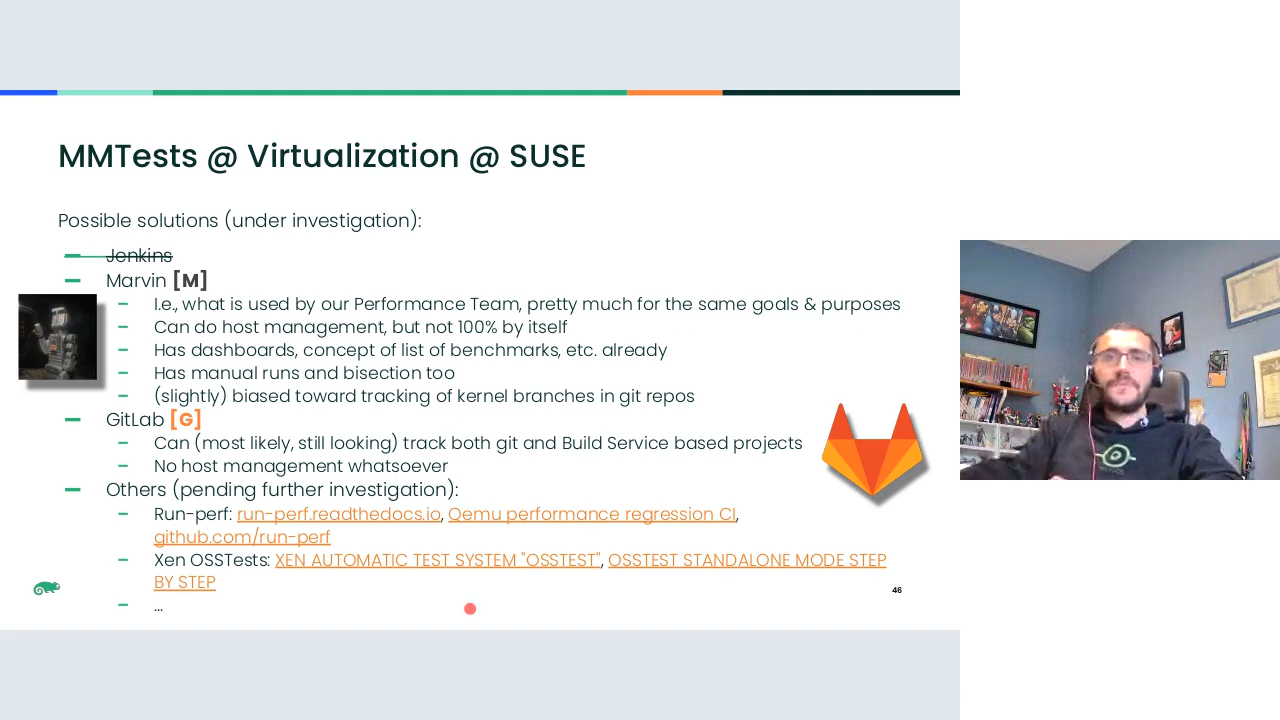 MMTests @ Virtualization @ SUSE
Possible solutions (under investigation):
Jenkins
Marvin [M]
I.e., what is used by our Performance Team, pretty much for the same goals & purposes
Can do host management, but not 100% by itself
Has dashboards, concept of list of benchmarks, etc. already
Has manual runs and bisection too
(slightly) biased toward tracking of kernel branches in git repos
GitLab [G]
Can (most likely, still looking) track both git and Build Service based projects
No host management whatsoever
Others (pending further investigation):
Run-perf: run-perf.readthedocs.io, Qemu performance regression CI,
github.com/run-perf
Xen OSSTests: XEN AUTOMATIC TEST SYSTEM "OSSTEST", OSSTEST STANDALONE MODE STEP
BY STEP
...
46